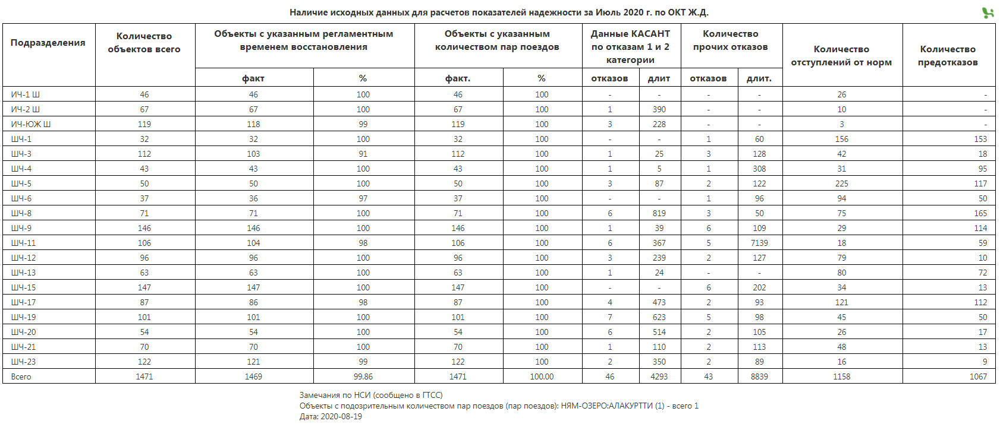 Наличие исходных данных для расчетов показателей надежности за Июль 2020 г. по ОКТ Ж.Д.
Подразделения Количество объектов всего Объекты с указанным регламентным временем восстановления Объекты с указанным количеством пар поездов Данные КАСАНТ по отказам 1 и 2 категории Количество прочих отказов Количество отступлений от норм Количество предотказов
факт % факт. % отказов длит отказов длит.
ИЧ-1 Ш 46 46 100 46 100 - - - - 26 -
ИЧ-2 Ш 67 67 100 67 100 1 390 - - 10 -
ИЧ-ЮЖ Ш 119 118 99 119 100 3 228 - - 3 -
ШЧ-1 32 32 100 32 100 - - 1 60 156 153
ШЧ-3 112 103 91 112 100 1 25 3 128 42 18
ШЧ-4 43 43 100 43 100 1 5 1 308 31 95
ШЧ-5 50 50 100 50 100 3 87 2 122 225 117
ШЧ-6 37 36 97 37 100 - - 1 96 94 50
ШЧ-8 71 71 100 71 100 6 819 3 50 75 165
ШЧ-9 146 146 100 146 100 1 39 6 109 29 114
ШЧ-11 106 104 98 106 100 6 367 5 7139 18 59
ШЧ-12 96 96 100 96 100 3 239 2 127 79 10
ШЧ-13 63 63 100 63 100 1 24 - - 80 72
ШЧ-15 147 147 100 147 100 - - 6 202 34 13
ШЧ-17 87 86 98 87 100 4 473 2 93 121 112
ШЧ-19 101 101 100 101 100 7 623 5 98 45 50
ШЧ-20 54 54 100 54 100 6 514 2 105 26 17
ШЧ-21 70 70 100 70 100 1 110 2 113 48 13
ШЧ-23 122 121 99 122 100 2 350 2 89 16 9
Всего 1471 1469 99.86 1471 100.00 46 4293 43 8839 1158 1067
Замечания по НСИ (сообщено в ГТСС)
Объекты с подозрительным количеством пар поездов (пар поездов): НЯМ-ОЗЕРО:АЛАКУРТТИ (1) - всего 1
Дата: 2020-08-19